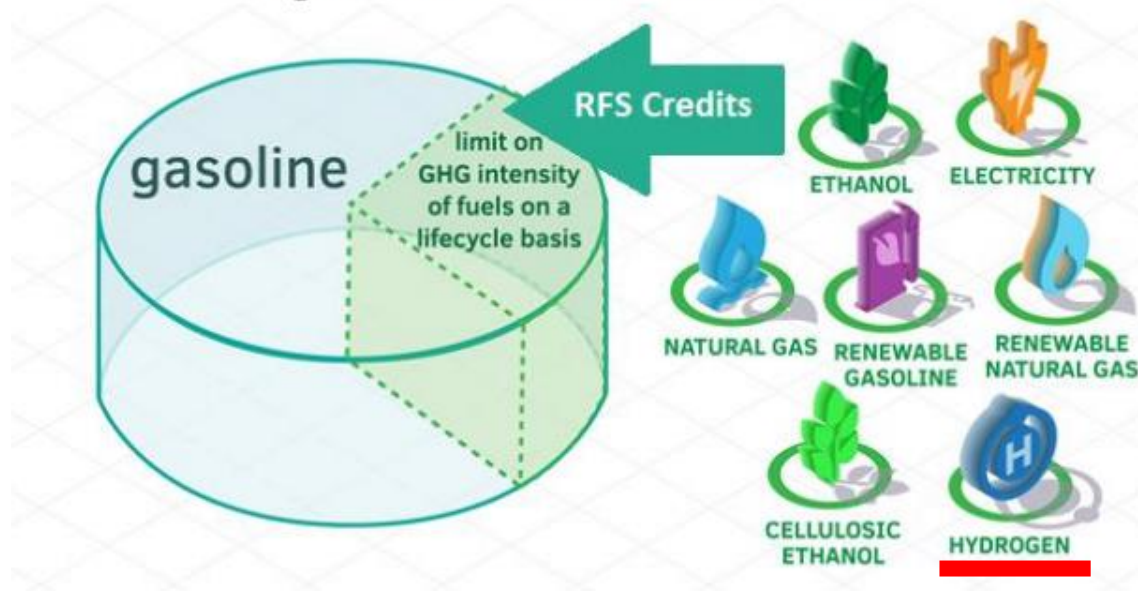 gasoline
limit on
GHG intensity
of fuels on a
lifecycle basis
RFS Credits
ETHANOL
ELECTRICITY
NATURAL GAS
RENEWABLE
GASOLINE
RENEWABLE
NATURAL GAS
CELLULOSIC
ETHANOL
H
HYDROGEN